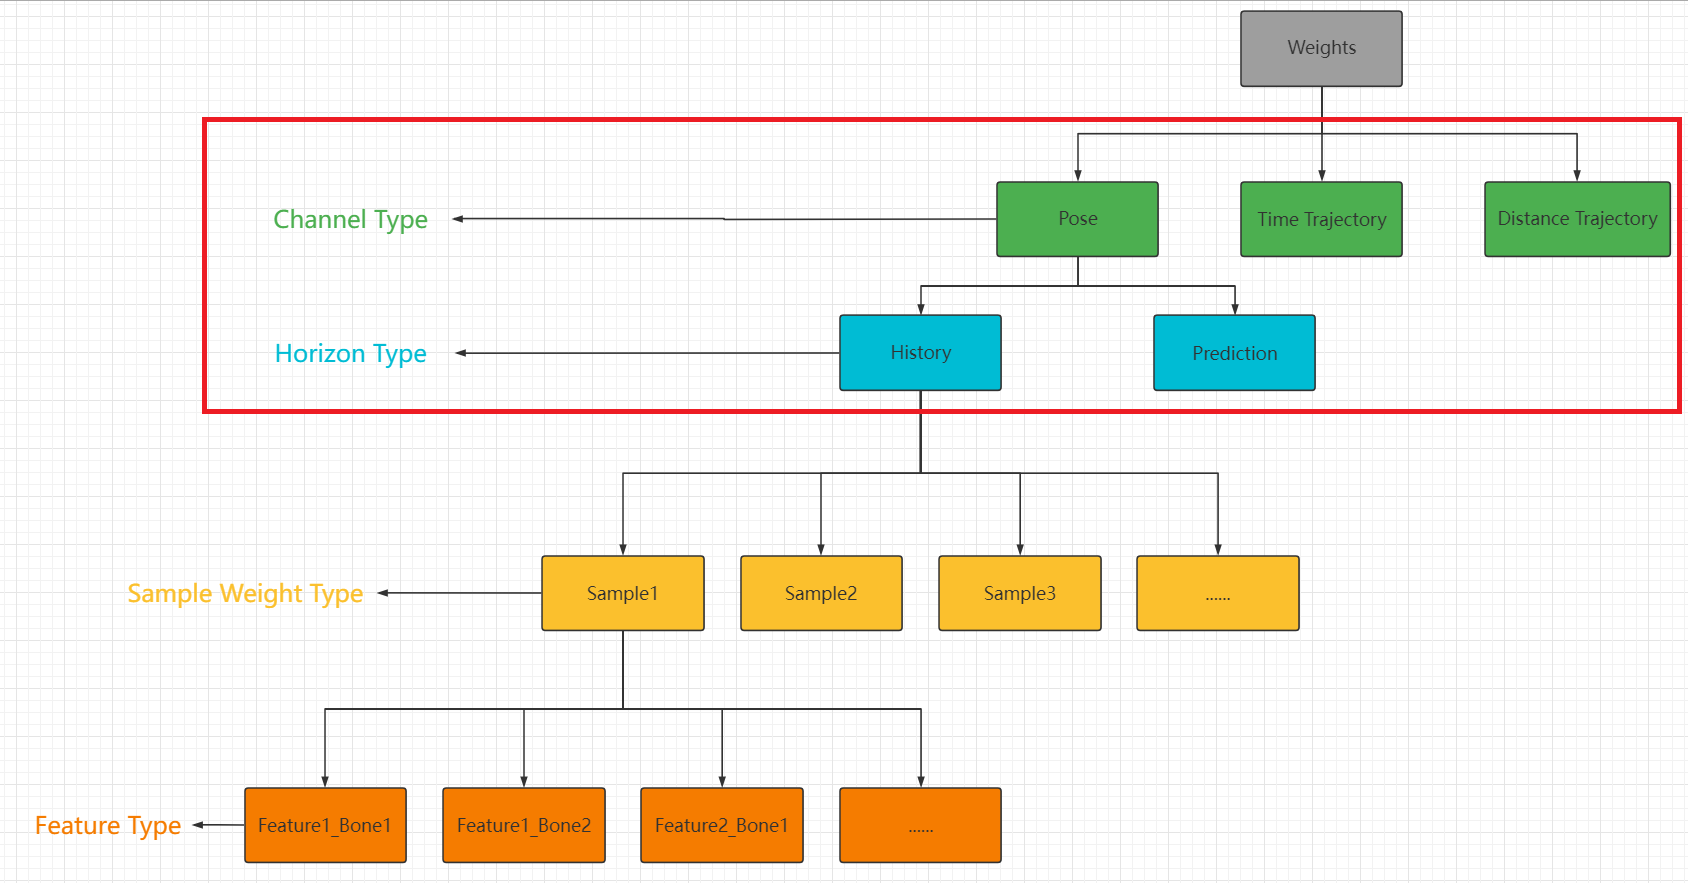 Weights
Channel Type
Pose
Time Trajectory
Distance Trajectory
Horizon Type
History
Prediction
Sample Weight Type
Sample1
Sample2
Sample3
......
Feature Type
Feature1_Bone1
Feature1_Bone2
Feature2_Bone1
......